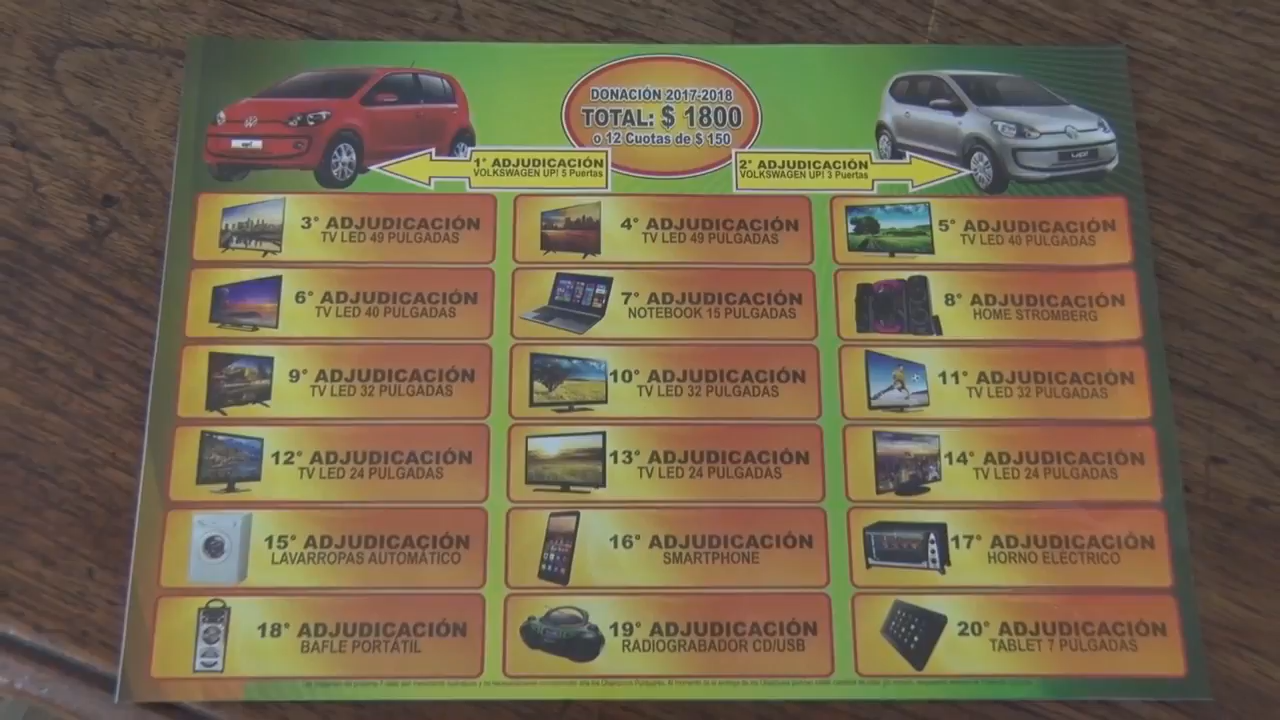 DONACIÓN 2017-2018
TOTAL: $ 1800
o 12 Cuotas de $ 150
1° ADJUDICACIÓN
VOLKSWAGEN UP! 5 Puertas
2° ADJUDICACIÓN
VOLKSWAGEN UP! 3 Puertas
up!
up!
3° ADJUDICACIÓN
TV LED 49 PULGADAS
4° ADJUDICACIÓN
TV LED 49 PULGADAS
5° ADJUDICACIÓN
TV LED 40 PULGADAS
6° ADJUDICACIÓN
TV LED 40 PULGADAS
7° ADJUDICACIÓN
NOTEBOOK 15 PULGADAS
8° ADJUDICACIÓN
HOME STROMBERG
9° ADJUDICACIÓN
TV LED 32 PULGADAS
10° ADJUDICACIÓN
TV LED 32 PULGADAS
11° ADJUDICACIÓN
TV LED 32 PULGADAS
12° ADJUDICACIÓN
TV LED 24 PULGADAS
13° ADJUDICACIÓN
TV LED 24 PULGADAS
14° ADJUDICACIÓN
TV LED 24 PULGADAS
15° ADJUDICACIÓN
LAVARROPAS AUTOMÁTICO
16° ADJUDICACIÓN
SMARTPHONE
17° ADJUDICACIÓN
HORNO ELÉCTRICO
18° ADJUDICACIÓN
BAFLE PORTÁTIL
19° ADJUDICACIÓN
RADIOGRABADOR CD/USB
20° ADJUDICACIÓN
TABLET 7 PULGADAS